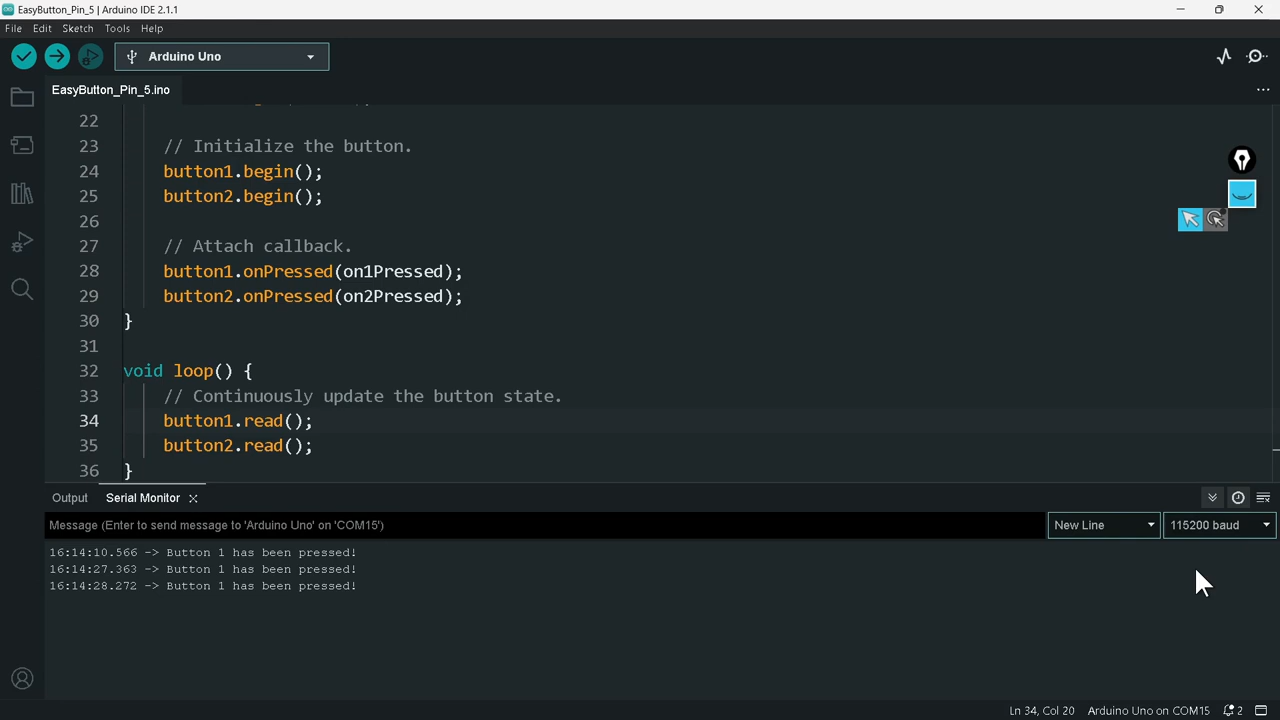 EasyButton_Pin_5 | Arduino IDE 2.1.1
File Edit Sketch Tools Help
Arduino Uno
EasyButton_Pin_5.ino
22
23 // Initialize the button.
24 button1.begin();
25 button2.begin();
26
27 // Attach callback.
28 button1.onPressed(on1Pressed);
29 button2.onPressed(on2Pressed);
30 }
31
32 void loop() {
33 // Continuously update the button state.
34 button1.read();
35 button2.read();
36 }
Output Serial Monitor
Message (Enter to send message to 'Arduino Uno' on 'COM15') New Line 115200 baud
16:14:10.566 -> Button 1 has been pressed!
16:14:27.363 -> Button 1 has been pressed!
16:14:28.272 -> Button 1 has been pressed!
Ln 34, Col 20 Arduino Uno on COM15 2